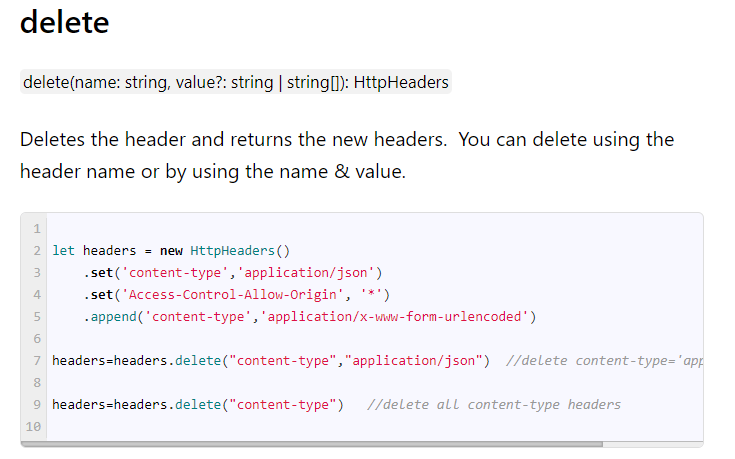 delete
delete(name: string, value?: string | string[]): HttpHeaders
Deletes the header and returns the new headers.  You can delete using the
header name or by using the name & value.
1
2 let headers = new HttpHeaders()
3     .set('content-type','application/json')
4     .set('Access-Control-Allow-Origin', '*')
5     .append('content-type','application/x-www-form-urlencoded')
6
7 headers=headers.delete("content-type","application/json")  //delete content-type='app
8
9 headers=headers.delete("content-type")   //delete all content-type headers
10